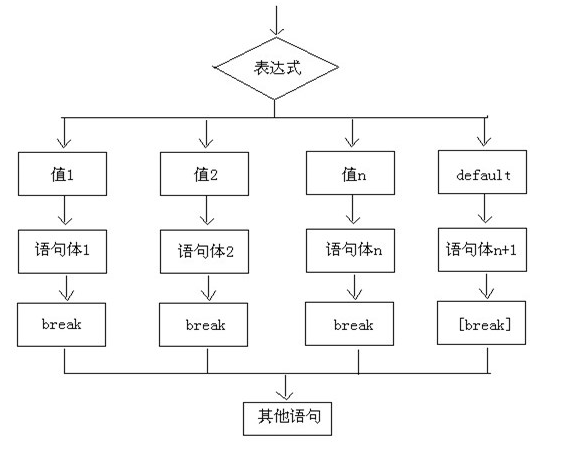 表达式
值1
值2
值n
default
语句体1
语句体2
语句体n
语句体n+1
break
break
break
[break]
其他语句